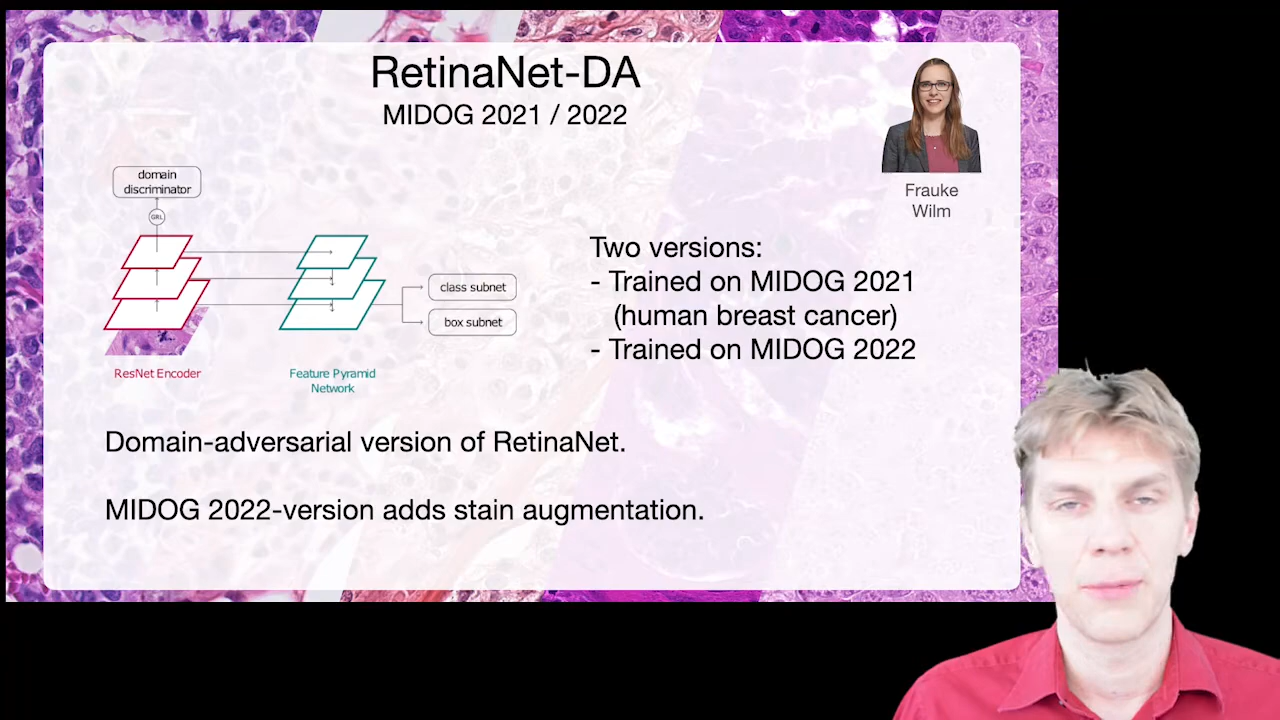 RetinaNet-DA
MIDOG 2021 / 2022
Frauke
Wilm
domain
discriminator
GRL
class subnet
box subnet
ResNet Encoder
Feature Pyramid
Network
Two versions:
- Trained on MIDOG 2021
(human breast cancer)
- Trained on MIDOG 2022
Domain-adversarial version of RetinaNet.
MIDOG 2022-version adds stain augmentation.